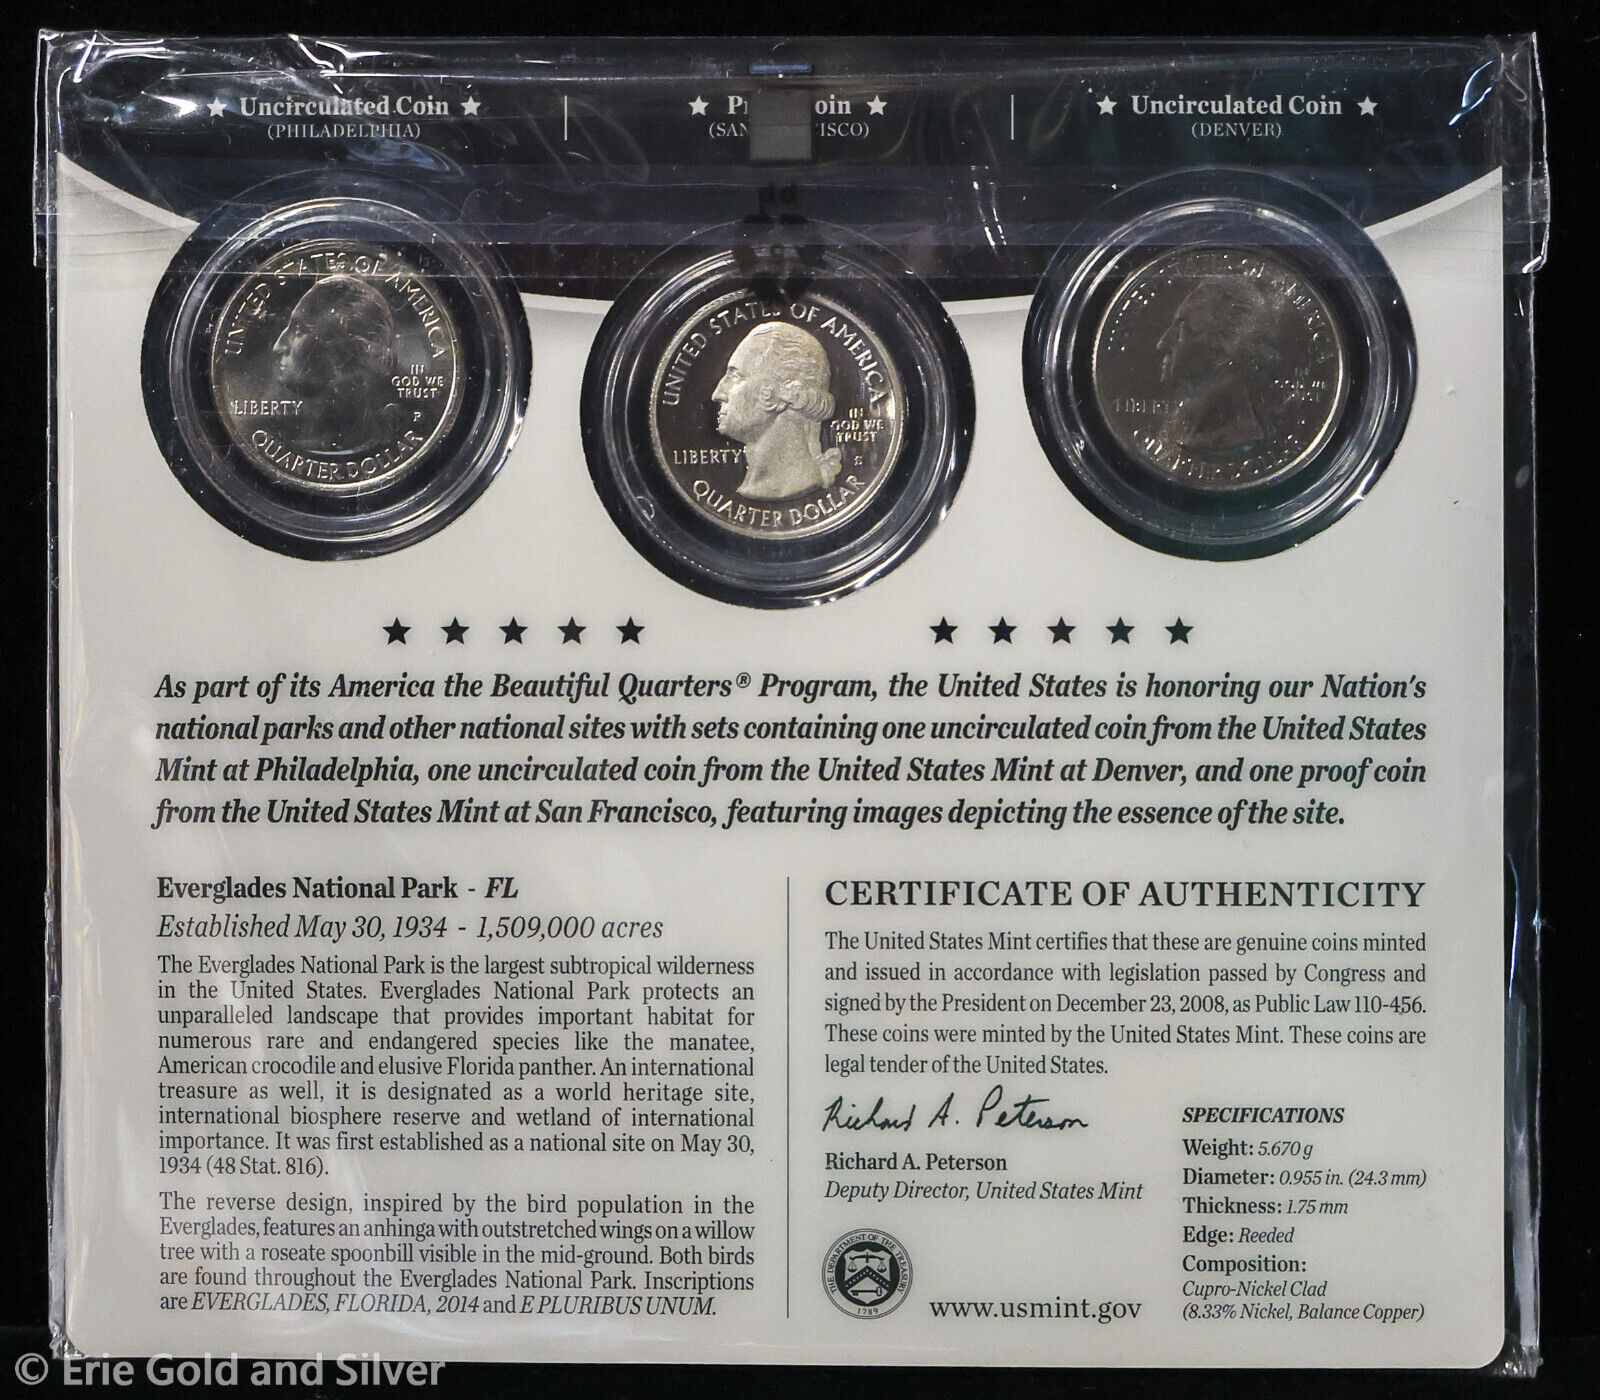 ★ Uncirculated Coin ★
(PHILADELPHIA)
★ oin ★
(SAN ISCO)
★ Uncirculated Coin ★
(DENVER)
UNITED STATES OF AMERICA
IN
GOD WE
TRUST
LIBERTY
P
QUARTER DOLLAR
UNITED STATES OF AMERICA
IN
GOD WE
TRUST
LIBERTY
S
QUARTER DOLLAR
UNITED STATES OF AMERICA
IN
GOD WE
TRUST
LIBERTY
QUARTER DOLLAR
★ ★ ★ ★ ★ ★ ★ ★ ★ ★
As part of its America the Beautiful Quarters® Program, the United States is honoring our Nation's
national parks and other national sites with sets containing one uncirculated coin from the United States
Mint at Philadelphia, one uncirculated coin from the United States Mint at Denver, and one proof coin
from the United States Mint at San Francisco, featuring images depicting the essence of the site.
Everglades National Park - FL
Established May 30, 1934 - 1,509,000 acres
The Everglades National Park is the largest subtropical wilderness
in the United States. Everglades National Park protects an
unparalleled landscape that provides important habitat for
numerous rare and endangered species like the manatee,
American crocodile and elusive Florida panther. An international
treasure as well, it is designated as a world heritage site,
international biosphere reserve and wetland of international
importance. It was first established as a national site on May 30,
1934 (48 Stat. 816).
The reverse design, inspired by the bird population in the
Everglades, features an anhinga with outstretched wings on a willow
tree with a roseate spoonbill visible in the mid-ground. Both birds
are found throughout the Everglades National Park. Inscriptions
are EVERGLADES, FLORIDA, 2014 and E PLURIBUS UNUM.
CERTIFICATE OF AUTHENTICITY
The United States Mint certifies that these are genuine coins minted
and issued in accordance with legislation passed by Congress and
signed by the President on December 23, 2008, as Public Law 110-456.
These coins were minted by the United States Mint. These coins are
legal tender of the United States.
Richard A. Peterson
Richard A. Peterson
Deputy Director, United States Mint
THE DEPARTMENT OF THE TREASURY
1789
www.usmint.gov
SPECIFICATIONS
Weight: 5.670 g
Diameter: 0.955 in. (24.3 mm)
Thickness: 1.75 mm
Edge: Reeded
Composition:
Cupro-Nickel Clad
(8.33% Nickel, Balance Copper)
© Erie Gold and Silver